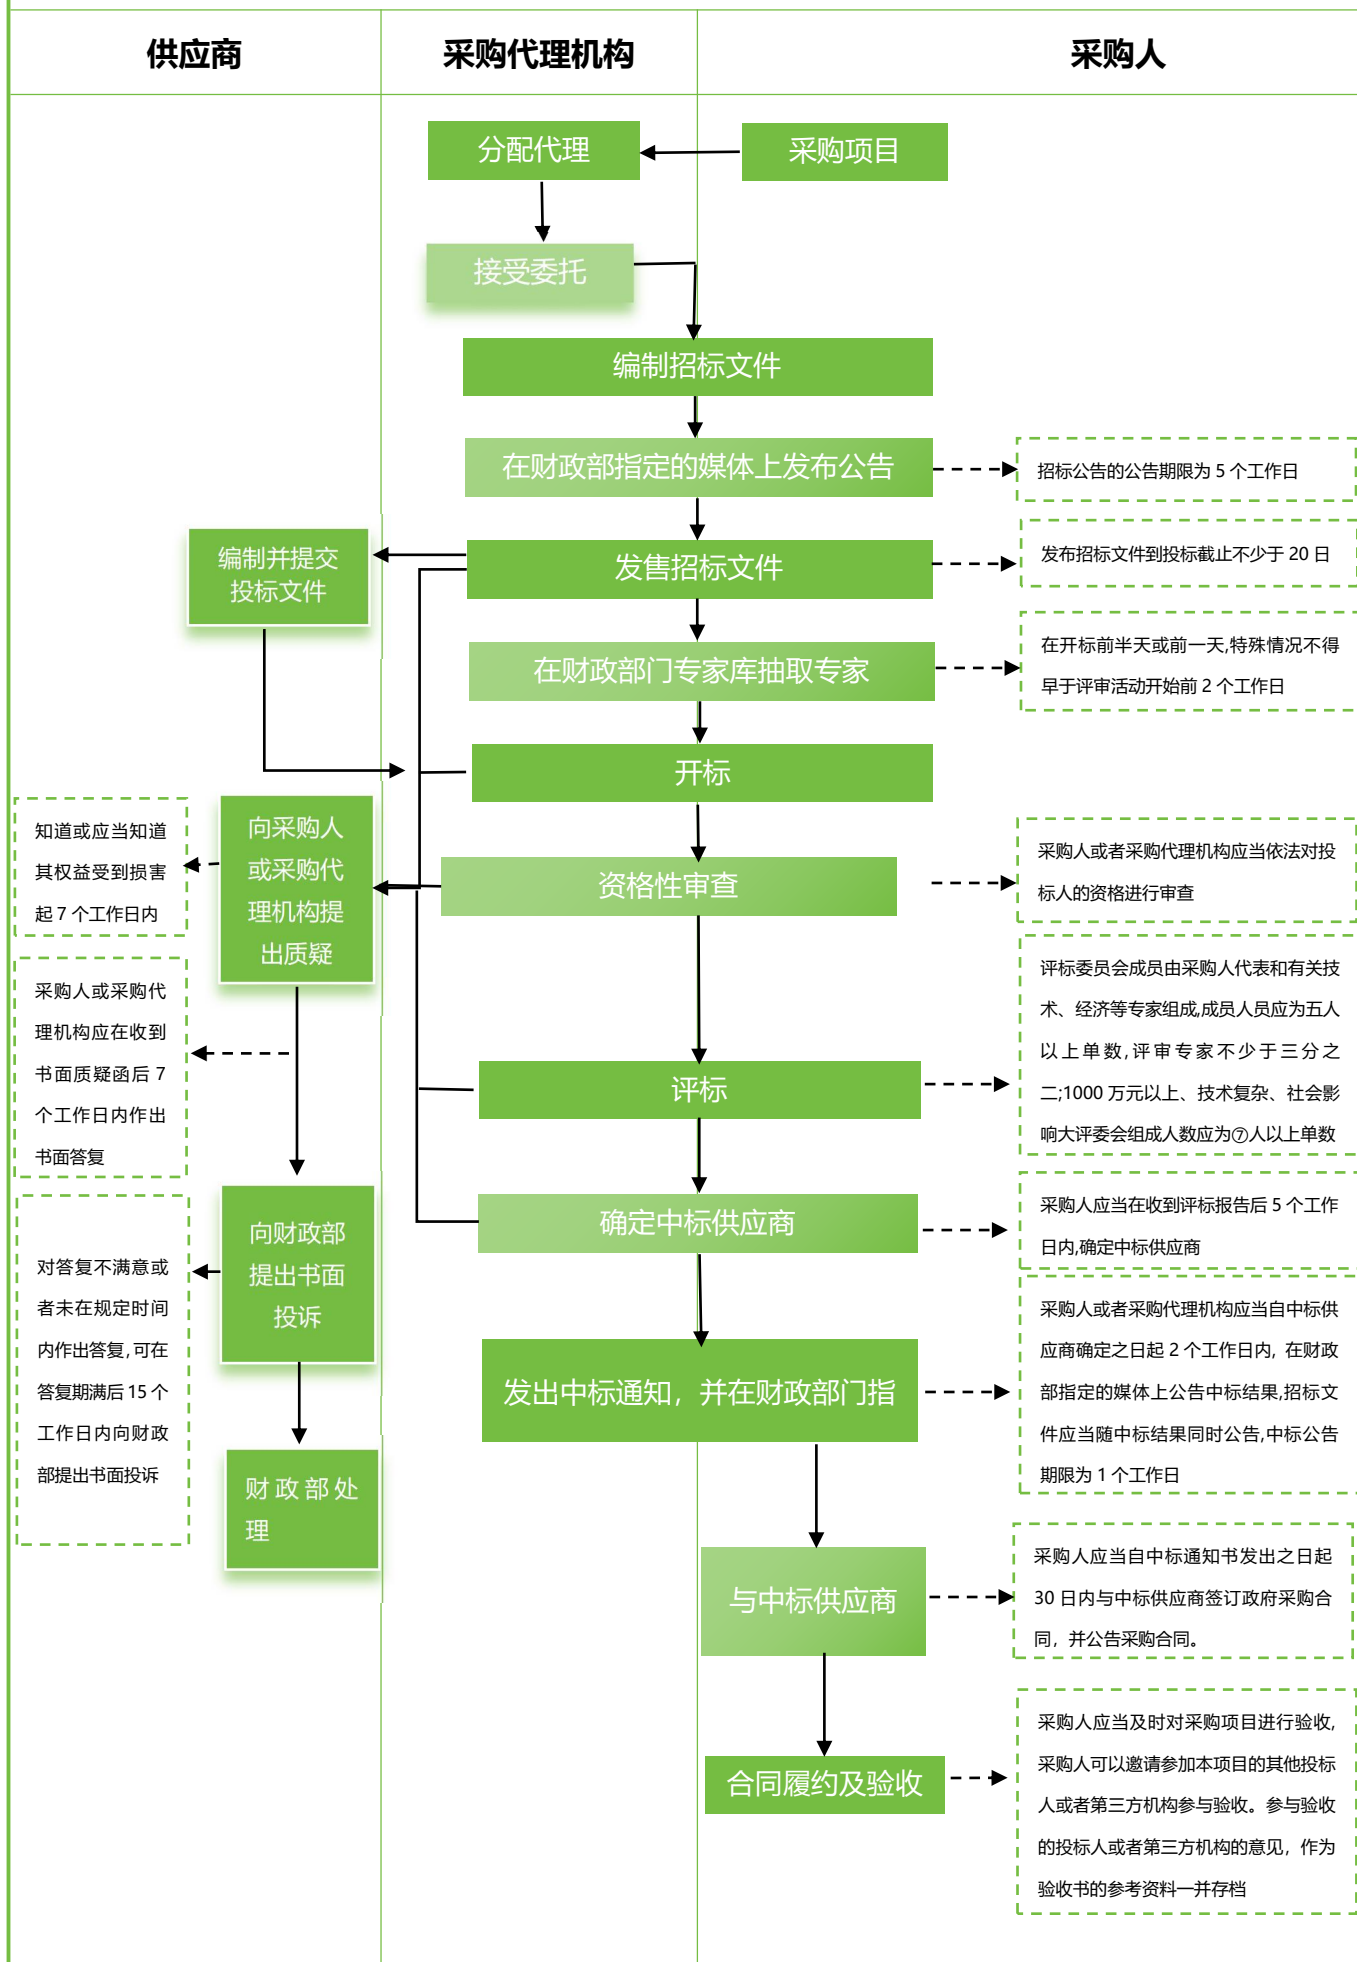 供应商
采购代理机构
采购人
分配代理
采购项目
接受委托
编制招标文件
在财政部指定的媒体上发布公告
招标公告的公告期限为 5 个工作日
编制并提交
投标文件
发售招标文件
发布招标文件到投标截止不少于 20 日
在财政部门专家库抽取专家
在开标前半天或前一天,特殊情况不得
早于评审活动开始前 2 个工作日
开标
知道或应当知道
其权益受到损害
起 7 个工作日内
向采购人
或采购代
理机构提
出质疑
资格性审查
采购人或者采购代理机构应当依法对投
标人的资格进行审查
采购人或采购代
理机构应在收到
书面质疑函后 7
个工作日内作出
书面答复
评标
评标委员会成员由采购人代表和有关技
术、经济等专家组成,成员人员应为五人
以上单数,评审专家不少于三分之
二;1000 万元以上、技术复杂、社会影
响大评委会组成人数应为⑦人以上单数
向财政部
提出书面
投诉
确定中标供应商
采购人应当在收到评标报告后 5 个工作
日内,确定中标供应商
对答复不满意或
者未在规定时间
内作出答复,可在
答复期满后 15 个
工作日内向财政
部提出书面投诉
发出中标通知，并在财政部门指
采购人或者采购代理机构应当自中标供
应商确定之日起 2 个工作日内, 在财政
部指定的媒体上公告中标结果,招标文
件应当随中标结果同时公告,中标公告
期限为 1 个工作日
财政部处
理
与中标供应商
采购人应当自中标通知书发出之日起
30 日内与中标供应商签订政府采购合
同，并公告采购合同。
合同履约及验收
采购人应当及时对采购项目进行验收,
采购人可以邀请参加本项目的其他投标
人或者第三方机构参与验收。参与验收
的投标人或者第三方机构的意见，作为
验收书的参考资料一并存档